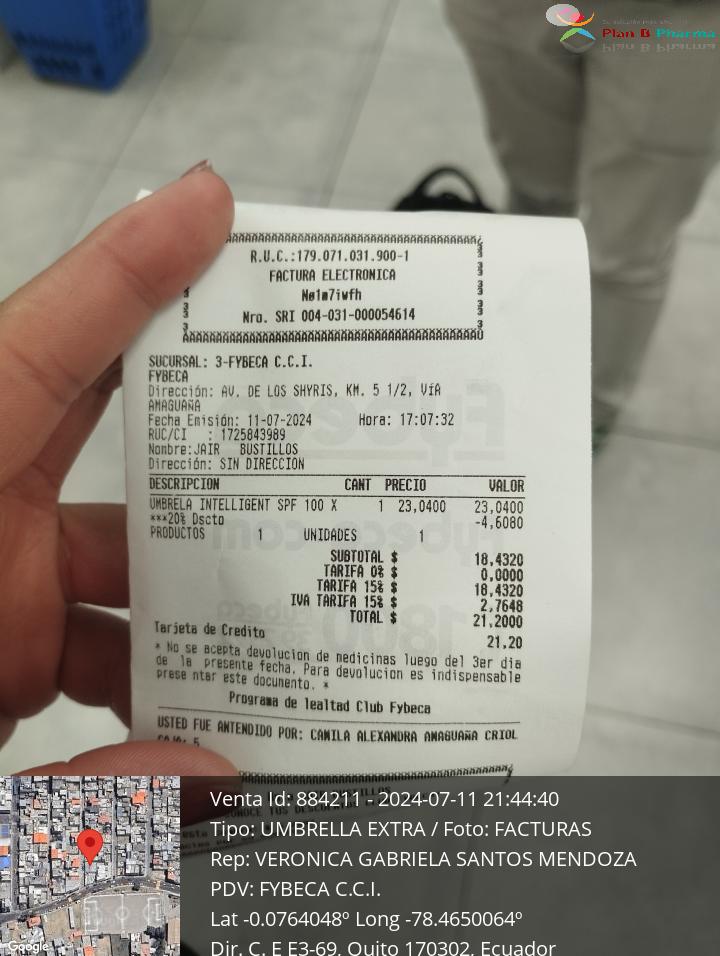 Plan B Pharma
R.U.C.:179.071.031.900-1
FACTURA ELECTRONICA
Nø1m7iwfh
Nro. SRI 004-031-000054614
SUCURSAL: 3-FYBECA C.C.I.
FYBECA
Dirección: AV. DE LOS SHYRIS, KM. 5 1/2, VíA
AMAGUAÑA
Fecha Emisión: 11-07-2024 Hora: 17:07:32
RUC/CI : 1725843989
Nombre:JAIR BUSTILLOS
Dirección: SIN DIRECCION
DESCRIPCION CANT PRECIO VALOR
UMBRELA INTELLIGENT SPF 100 X 1 23,0400 23,0400
***20% Dscto -4,6080
PRODUCTOS 1 UNIDADES 1
SUBTOTAL $ 18,4320
TARIFA 0% $ 0,0000
TARIFA 15% $ 18,4320
IVA TARIFA 15% $ 2,7648
TOTAL $ 21,2000
Tarjeta de Credito 21,20
* No se acepta devolucion de medicinas luego del 3er dia
de la presente fecha. Para devolucion es indispensable
prese ntar este documento. *
Programa de lealtad Club Fybeca
USTED FUE ANTENDIDO POR: CAMILA ALEXANDRA AMAGUAÑA CRIOL
CAJA: 5
Venta Id: 884211 - 2024-07-11 21:44:40
Tipo: UMBRELLA EXTRA / Foto: FACTURAS
Rep: VERONICA GABRIELA SANTOS MENDOZA
PDV: FYBECA C.C.I.
Lat -0.0764048º Long -78.4650064º
Dir. C. E E3-69, Quito 170302, Ecuador
Google